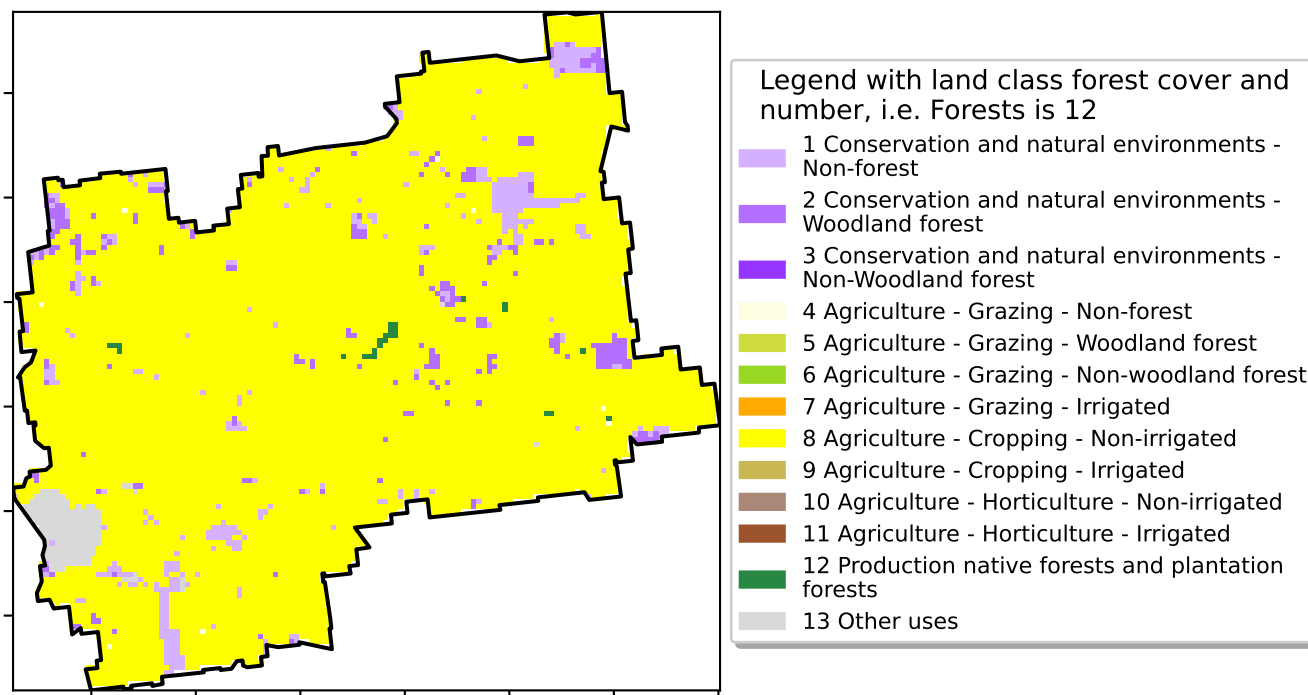 Legend with land class forest cover and
number, i.e. Forests is 12
1 Conservation and natural environments -
Non-forest
2 Conservation and natural environments -
Woodland forest
3 Conservation and natural environments -
Non-Woodland forest
4 Agriculture - Grazing - Non-forest
5 Agriculture - Grazing - Woodland forest
6 Agriculture - Grazing - Non-woodland forest
7 Agriculture - Grazing - Irrigated
8 Agriculture - Cropping - Non-irrigated
9 Agriculture - Cropping - Irrigated
10 Agriculture - Horticulture - Non-irrigated
11 Agriculture - Horticulture - Irrigated
12 Production native forests and plantation
forests
13 Other uses